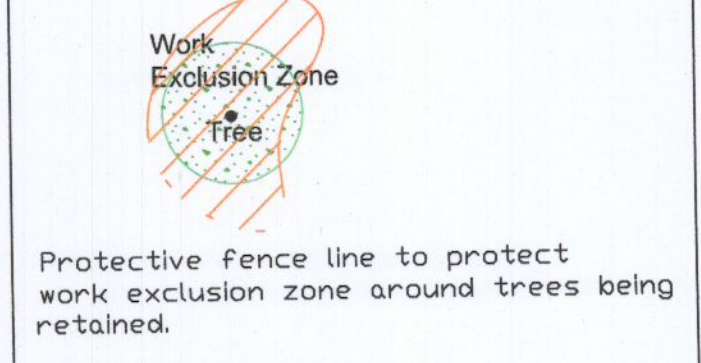 Work
Exclusion Zone
Tree
Protective fence line to protect
work exclusion zone around trees being
retained.